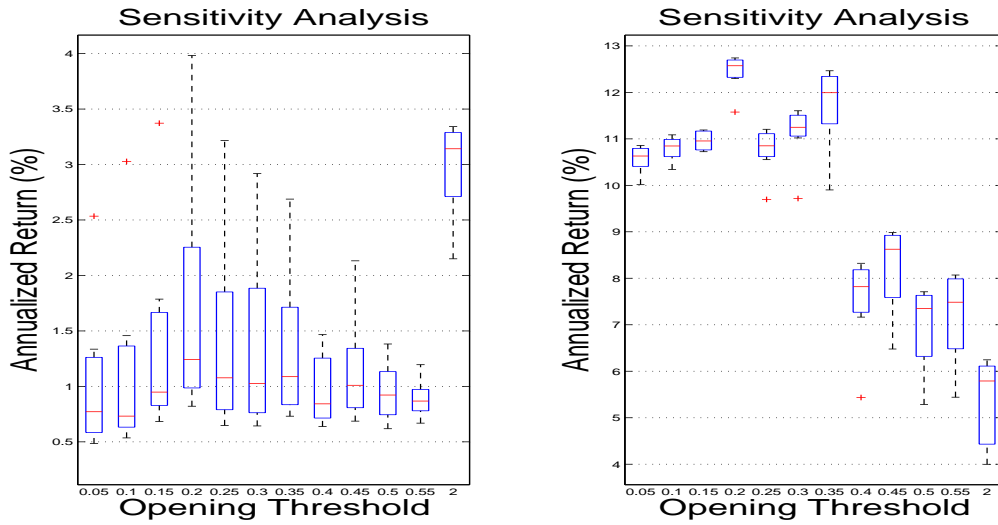 Sensitivity Analysis
4
3.5
3
2.5
2
1.5
1
0.5
Annualized Return (%)
0.05 0.1 0.15 0.2 0.25 0.3 0.35 0.4 0.45 0.5 0.55 2
Opening Threshold
Sensitivity Analysis
13
12
11
10
9
8
7
6
5
4
Annualized Return (%)
0.05 0.1 0.15 0.2 0.25 0.3 0.35 0.4 0.45 0.5 0.55 2
Opening Threshold